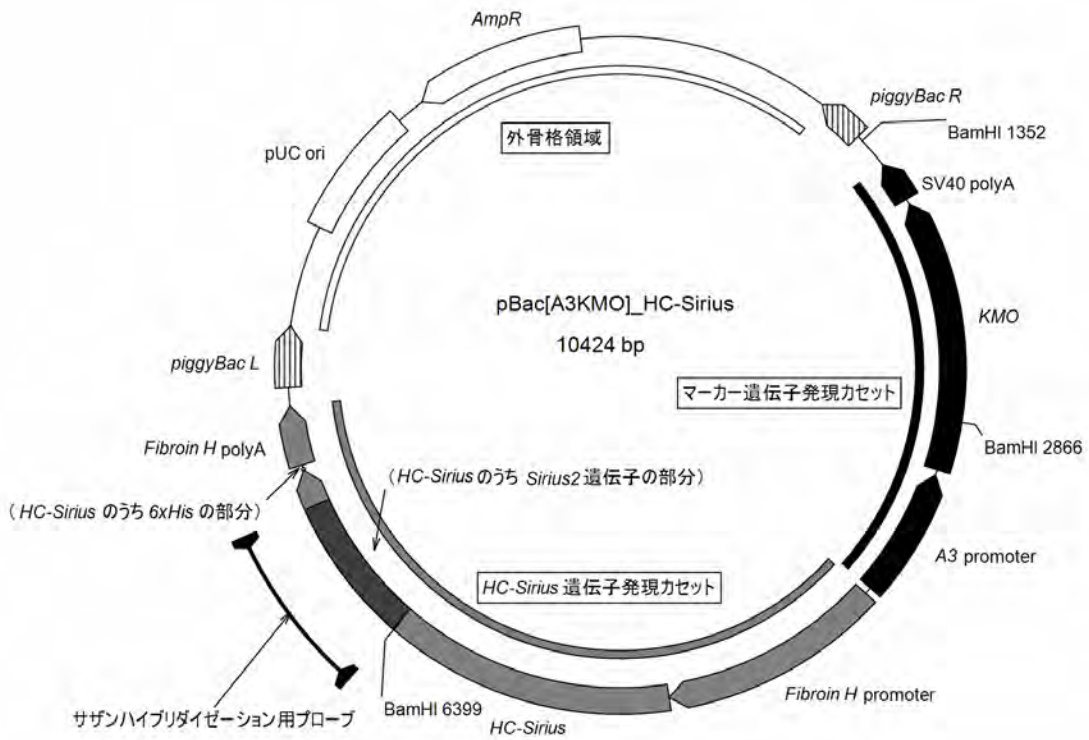 AmpR
piggyBac R
BamHI 1352
外骨格領域
pUC ori
SV40 polyA
pBac[A3KMO]_HC-Sirius
10424 bp
KMO
piggyBac L
マーカー遺伝子発現カセット
BamHI 2866
Fibroin H polyA
(HC-Sirius のうち Sirius2 遺伝子の部分)
(HC-Sirius のうち 6xHis の部分)
A3 promoter
HC-Sirius 遺伝子発現カセット
Fibroin H promoter
BamHI 6399
サザンハイブリダイゼーション用プローブ
HC-Sirius